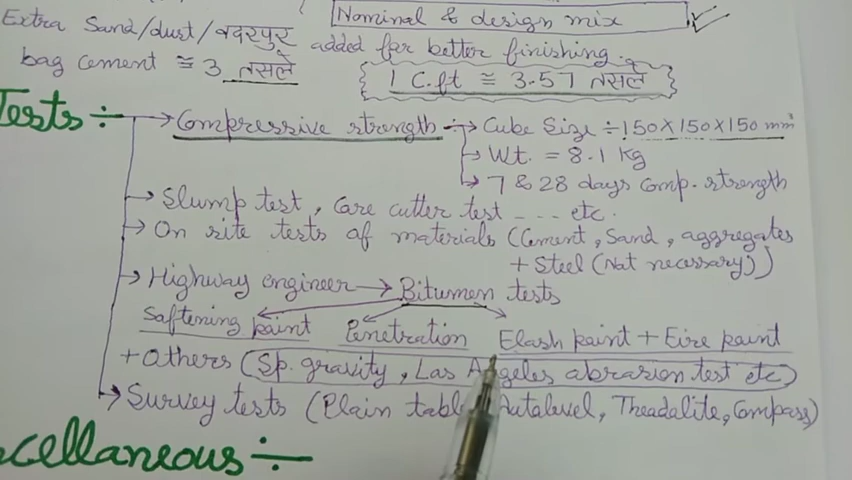 Nominal & design mix
Extra Sand/dust/बदरपुर added for better finishing.
bag cement ≅ 3 तसले
1 C.ft ≅ 3.57 तसले
Tests ÷
→ Compressive strength ÷ → Cube Size ÷ 150 X 150 X 150 mm³
→ Wt. = 8.1 kg
→ 7 & 28 days comp. strength
→ Slump test, Core cutter test ---- etc.
→ On site tests of materials (Cement, Sand, aggregates
+ Steel (Not necessary))
→ Highway engineer → Bitumen tests
Softening point Penetration Flash point + Fire point
+ Others (Sp. gravity, Los Angeles abrasion test etc)
→ Survey tests (Plain table, Autolevel, Theodalite, Compass)
cellaneous ÷